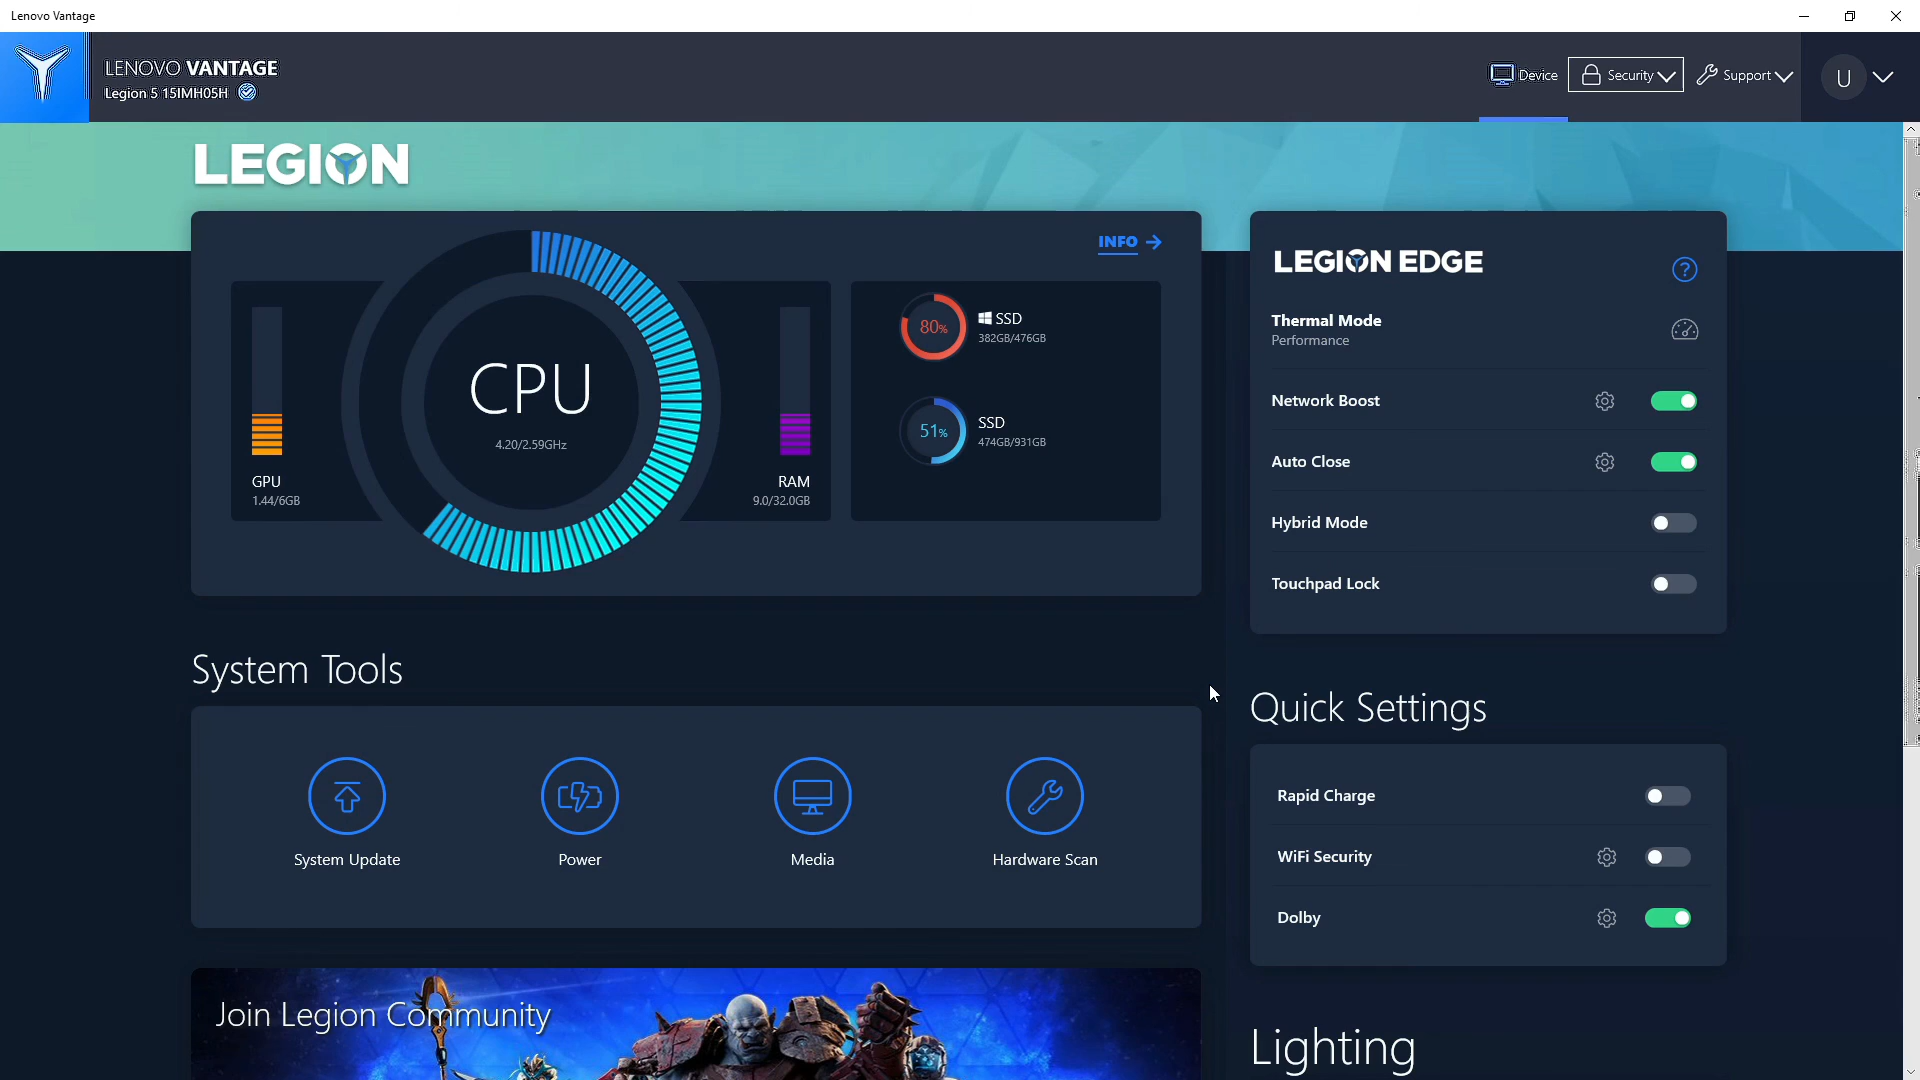 Lenovo Vantage
LENOVO VANTAGE
Legion 5 15IMH05H
Device
Security
Support
U
LEGION
INFO
CPU
4.20/2.59GHz
GPU
1.44/6GB
RAM
9.0/32.0GB
80%
SSD
382GB/476GB
51%
SSD
474GB/931GB
LEGION EDGE
?
Thermal Mode
Performance
Network Boost
Auto Close
Hybrid Mode
Touchpad Lock
System Tools
System Update
Power
Media
Hardware Scan
Quick Settings
Rapid Charge
WiFi Security
Dolby
Join Legion Community
Lighting